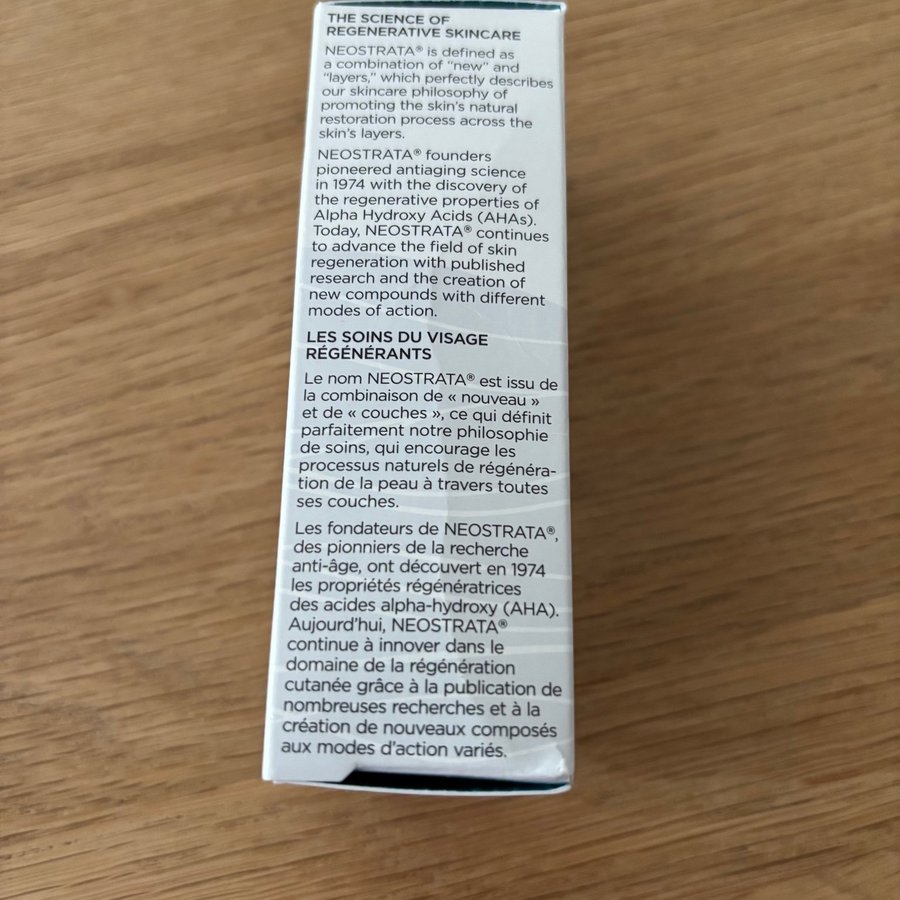 THE SCIENCE OF
REGENERATIVE SKINCARE
NEOSTRATA® is defined as
a combination of “new” and
“layers,” which perfectly describes
our skincare philosophy of
promoting the skin’s natural
restoration process across the
skin’s layers.
NEOSTRATA® founders
pioneered antiaging science
in 1974 with the discovery of
the regenerative properties of
Alpha Hydroxy Acids (AHAs).
Today, NEOSTRATA® continues
to advance the field of skin
regeneration with published
research and the creation of
new compounds with different
modes of action.
LES SOINS DU VISAGE
RÉGÉNÉRANTS
Le nom NEOSTRATA® est issu de
la combinaison de « nouveau »
et de « couches », ce qui définit
parfaitement notre philosophie
de soins, qui encourage les
processus naturels de régénéra-
tion de la peau à travers toutes
ses couches.
Les fondateurs de NEOSTRATA®,
des pionniers de la recherche
anti-âge, ont découvert en 1974
les propriétés régénératrices
des acides alpha-hydroxy (AHA).
Aujourd’hui, NEOSTRATA®
continue à innover dans le
domaine de la régénération
cutanée grâce à la publication de
nombreuses recherches et à la
création de nouveaux composés
aux modes d’action variés.